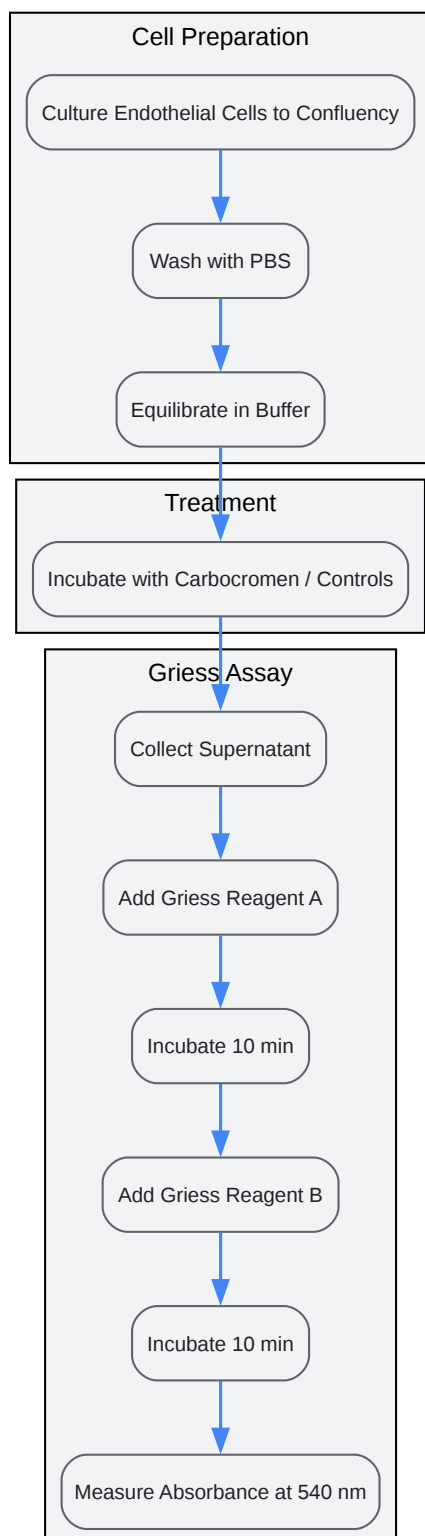 Cell Preparation
Culture Endothelial Cells to Confluency
Wash with PBS
Equilibrate in Buffer
Treatment
Incubate with Carbocromen / Controls
Griess Assay
Collect Supernatant
Add Griess Reagent A
Incubate 10 min
Add Griess Reagent B
Incubate 10 min
Measure Absorbance at 540 nm